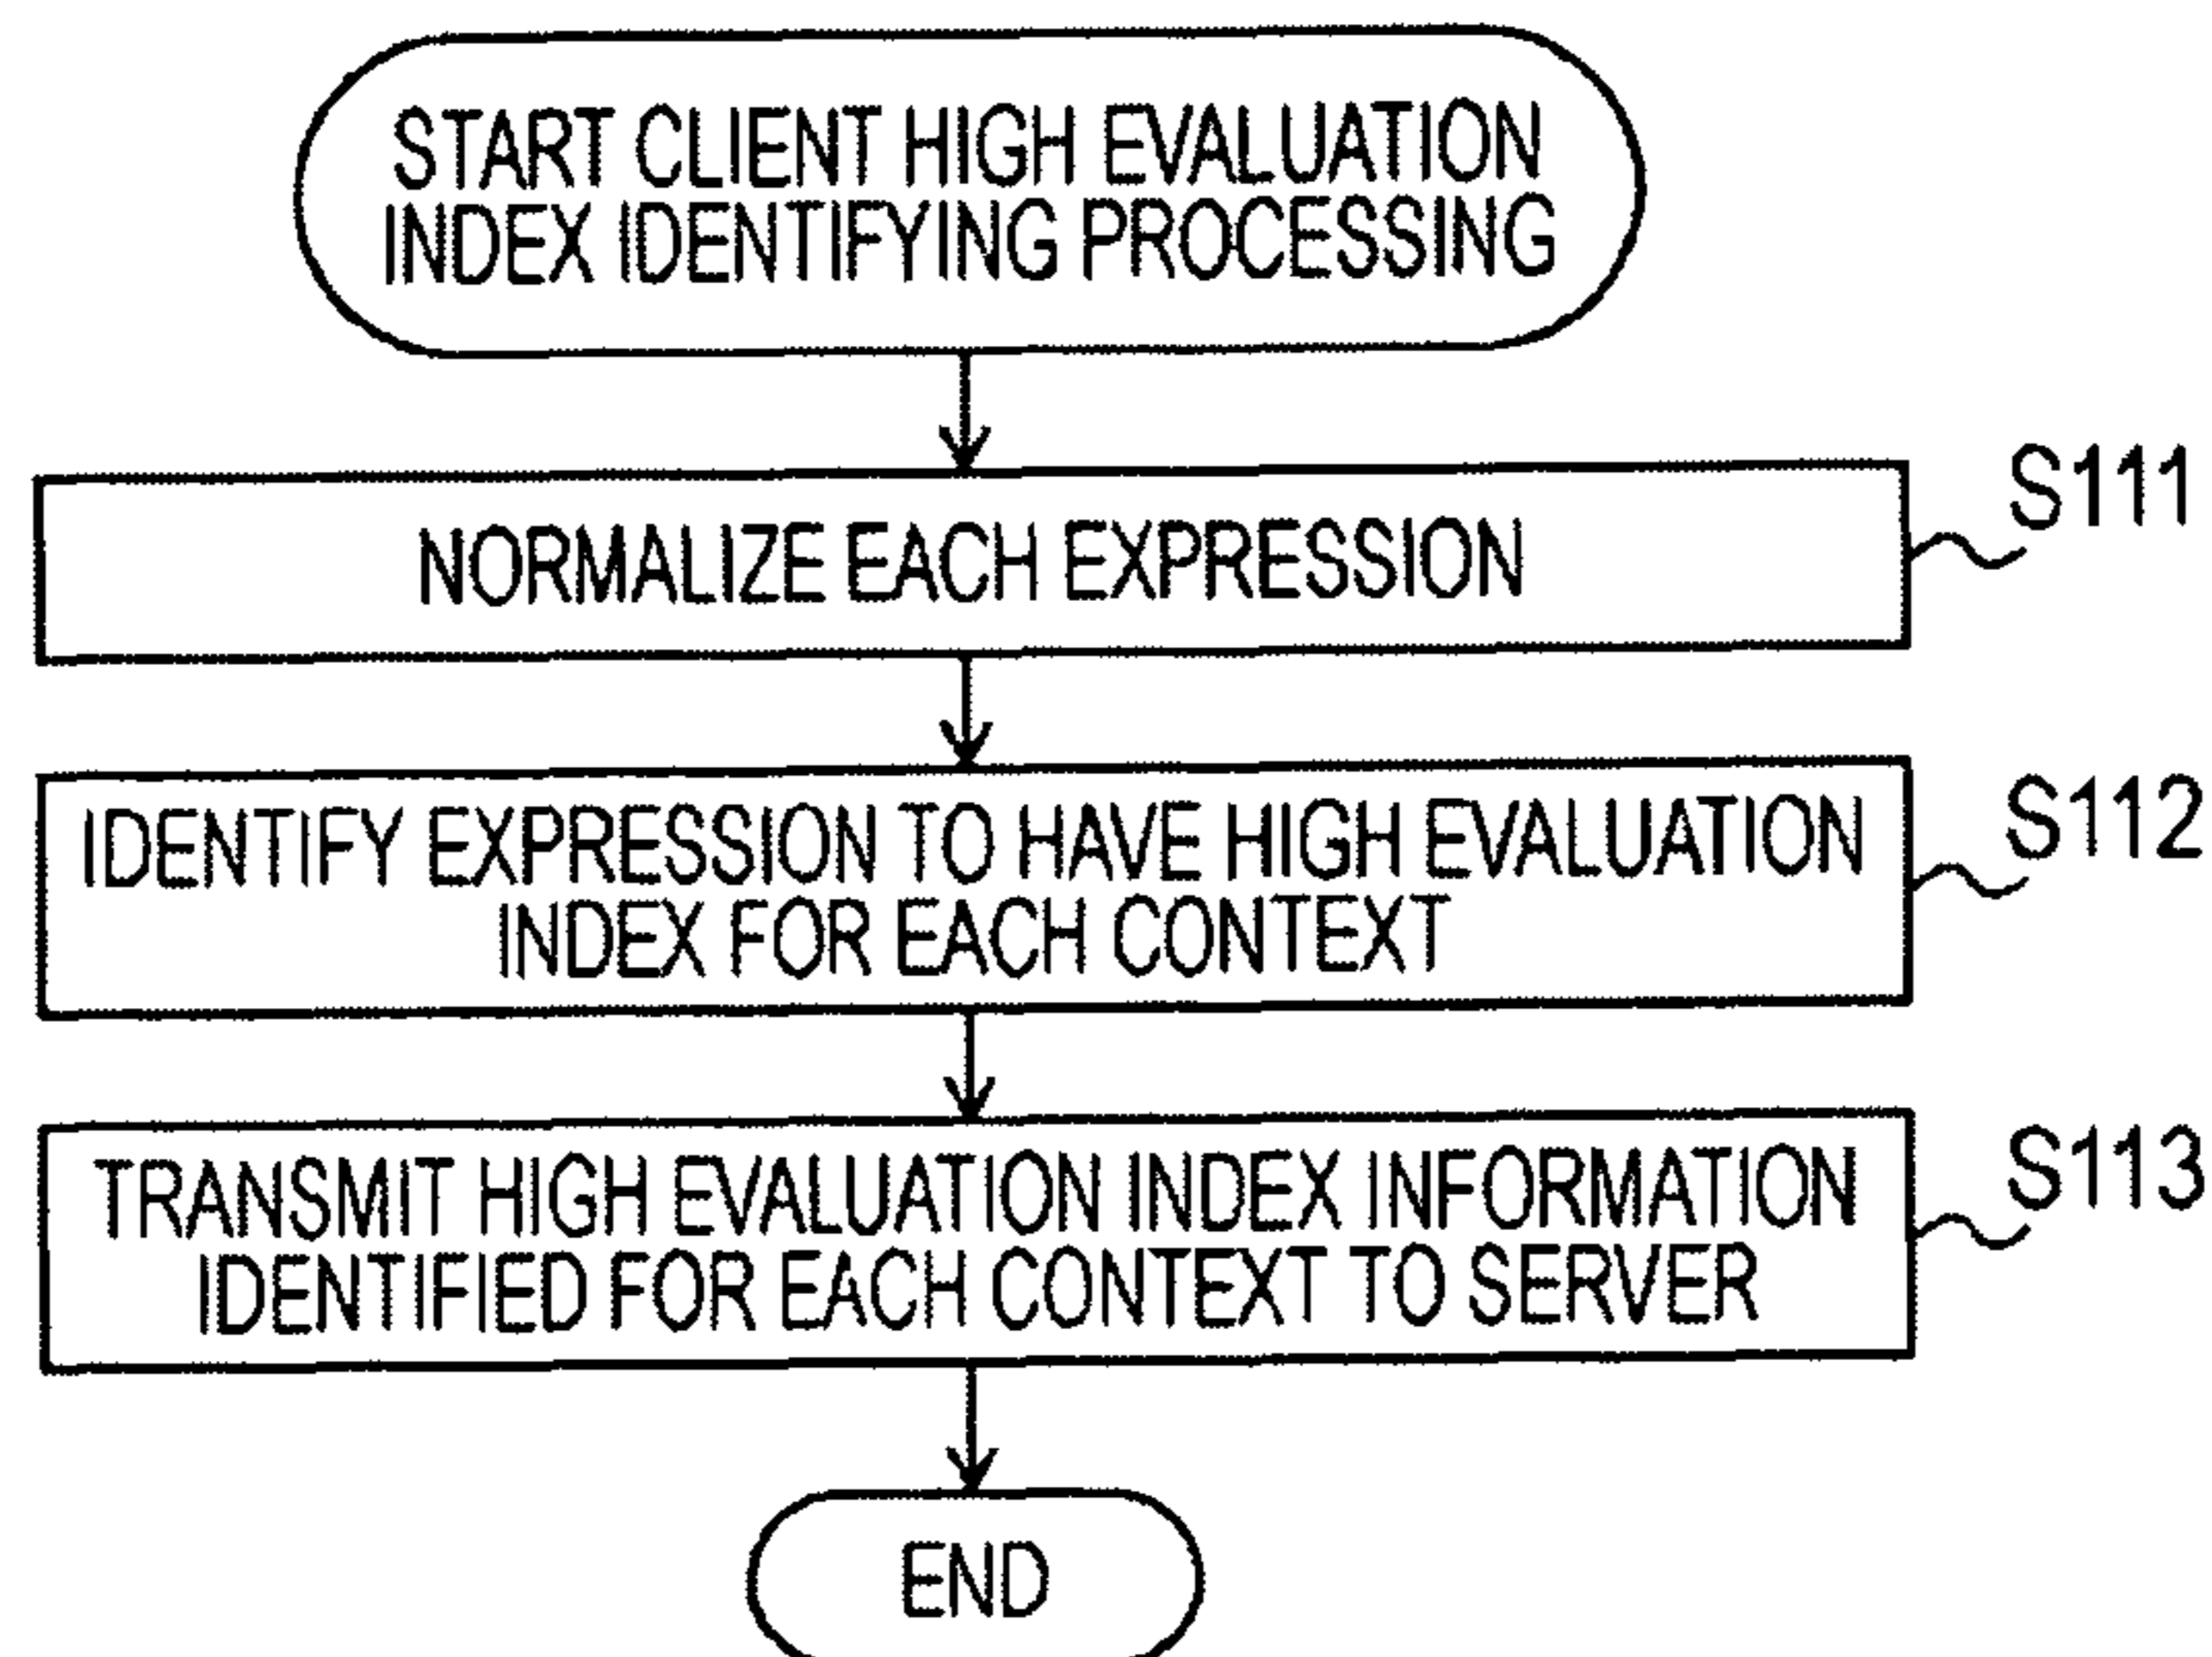 START CLIENT HIGH EVALUATION
INDEX IDENTIFYING PROCESSING
S111
NORMALIZE EACH EXPRESSION
S112
IDENTIFY EXPRESSION TO HAVE HIGH EVALUATION
INDEX FOR EACH CONTEXT
S113
TRANSMIT HIGH EVALUATION INDEX INFORMATION
IDENTIFIED FOR EACH CONTEXT TO SERVER
END